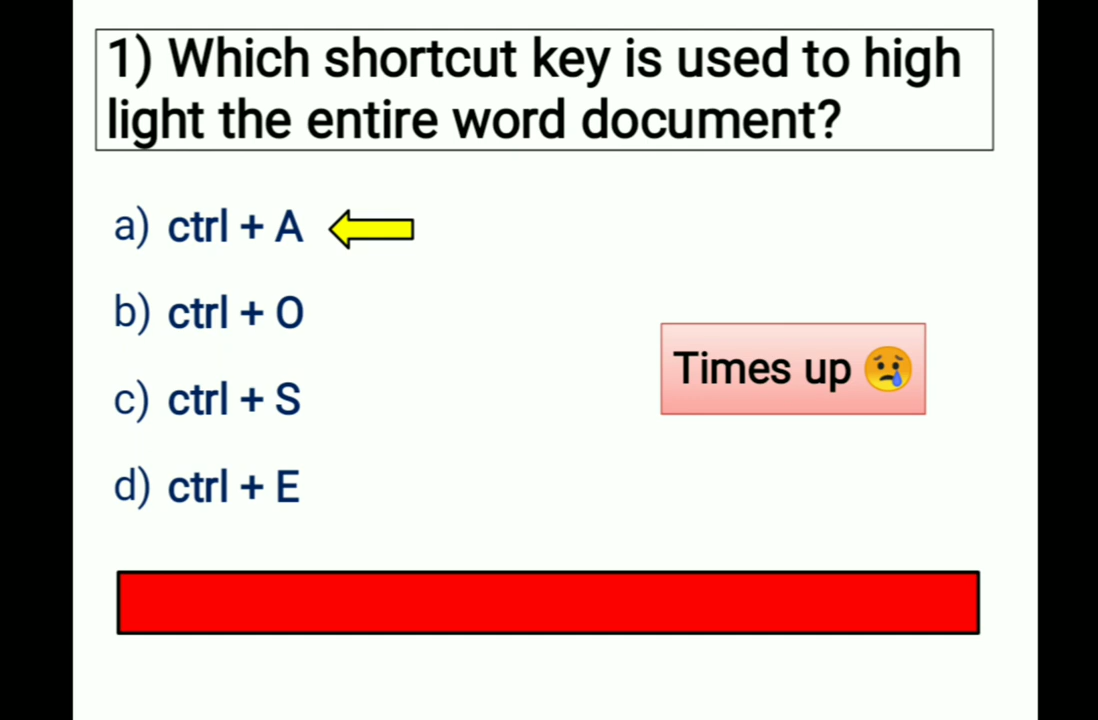 1) Which shortcut key is used to high
light the entire word document?
a) ctrl + A
b) ctrl + O
c) ctrl + S
d) ctrl + E
Times up 😢